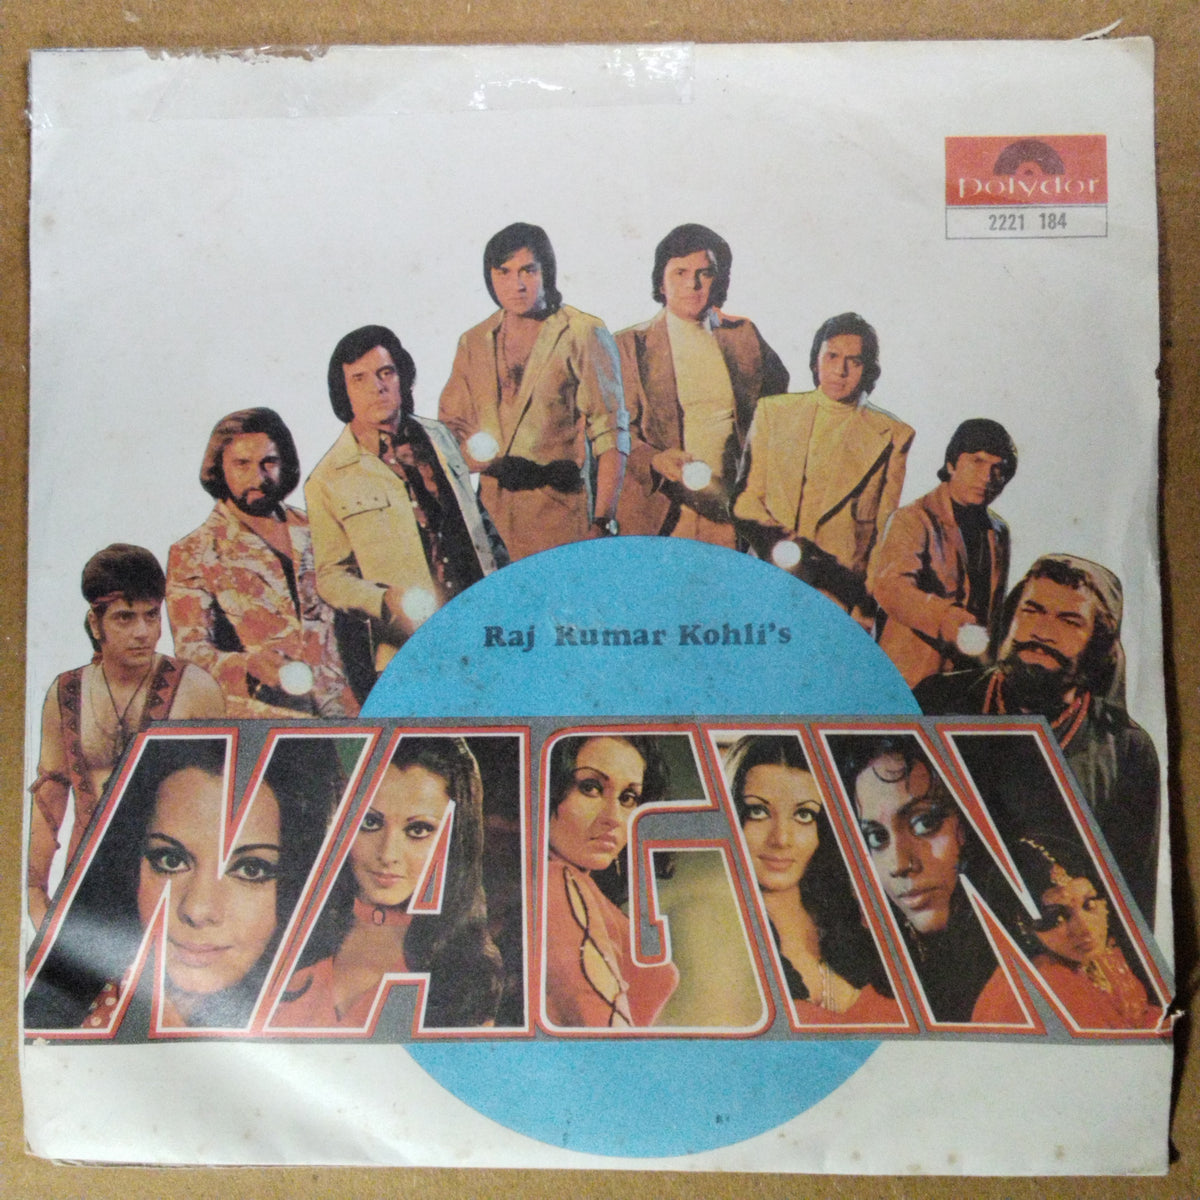 polydor
2221 184
Raj Kumar Kohli's
NAGIN